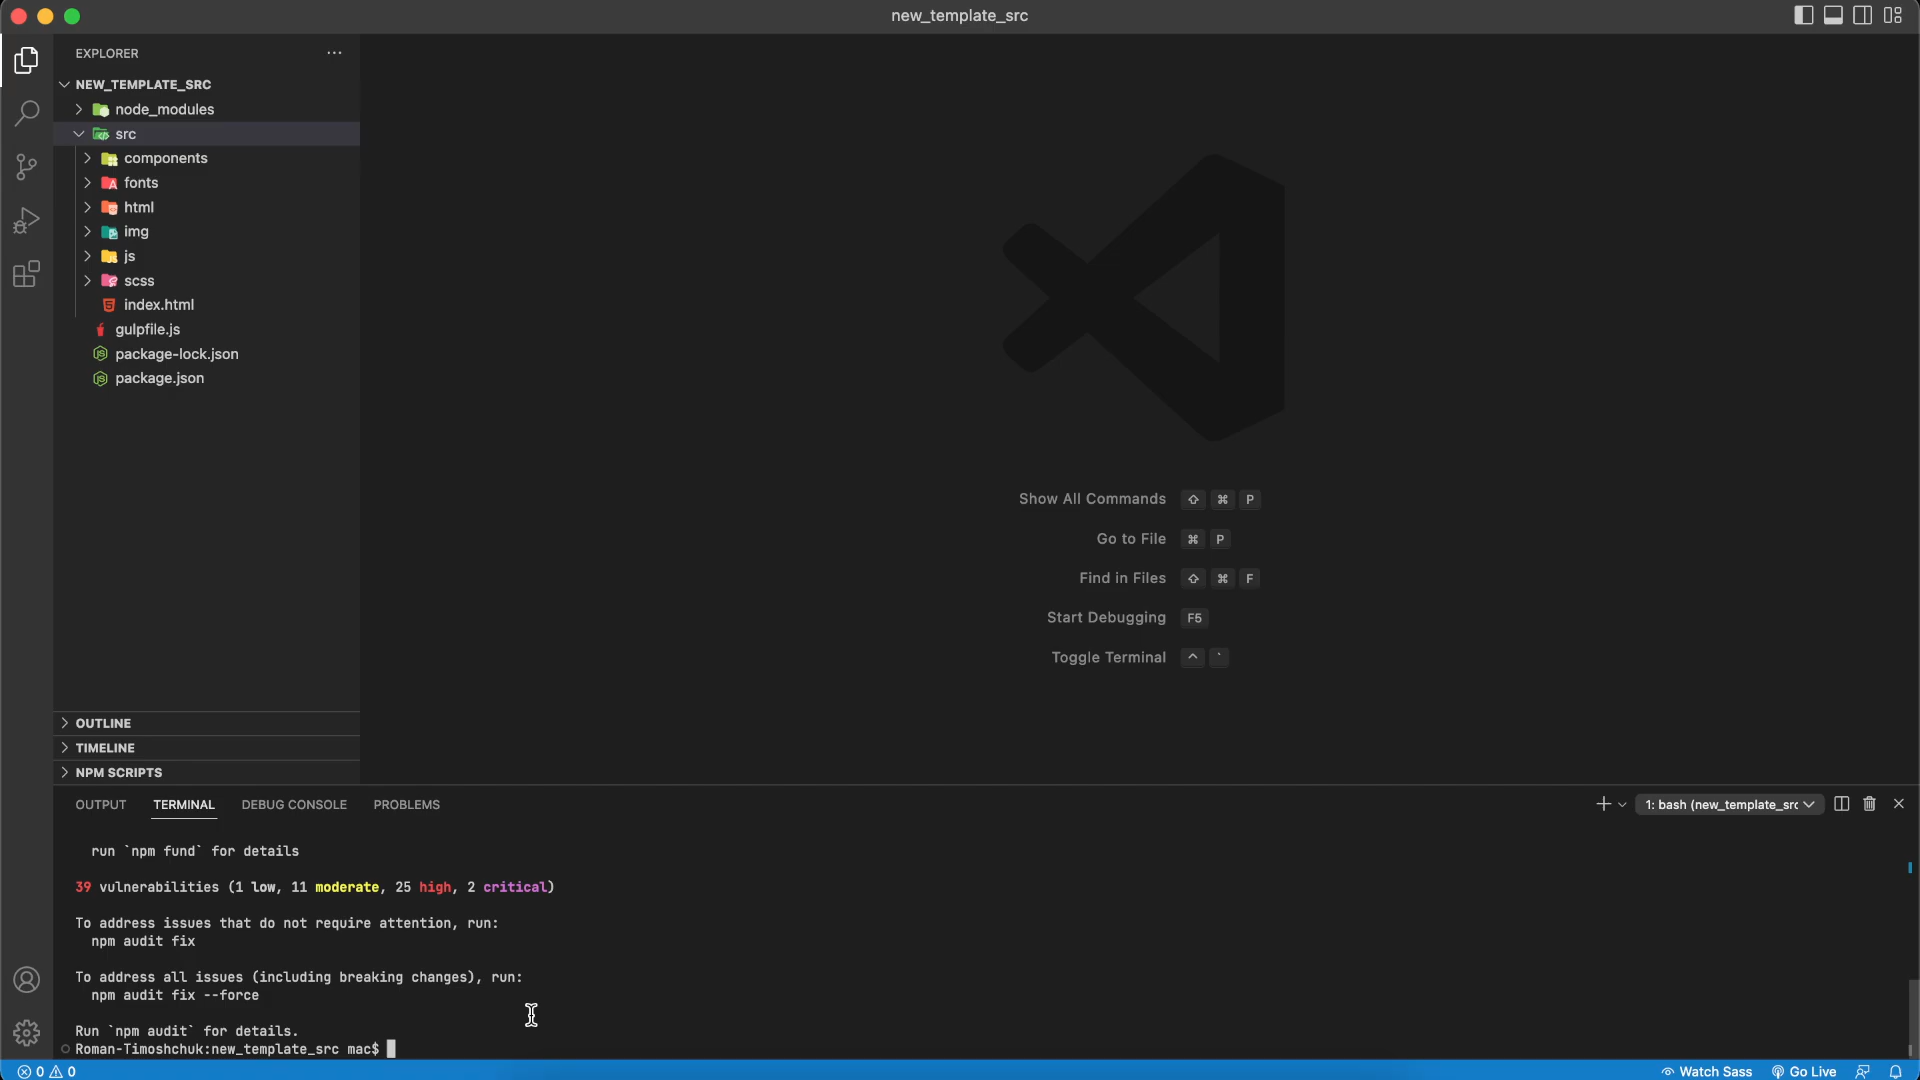 new_template_src
EXPLORER
NEW_TEMPLATE_SRC
node_modules
src
components
fonts
html
img
js
scss
index.html
gulpfile.js
package-lock.json
package.json
OUTLINE
TIMELINE
NPM SCRIPTS
Show All Commands ⇧ ⌘ P
Go to File ⌘ P
Find in Files ⇧ ⌘ F
Start Debugging F5
Toggle Terminal ^ `
OUTPUT TERMINAL DEBUG CONSOLE PROBLEMS
1: bash (new_template_src
run `npm fund` for details
39 vulnerabilities (1 low, 11 moderate, 25 high, 2 critical)
To address issues that do not require attention, run:
npm audit fix
To address all issues (including breaking changes), run:
npm audit fix --force
Run `npm audit` for details.
Roman-Timoshchuk:new_template_src mac$
0 0
Watch Sass Go Live